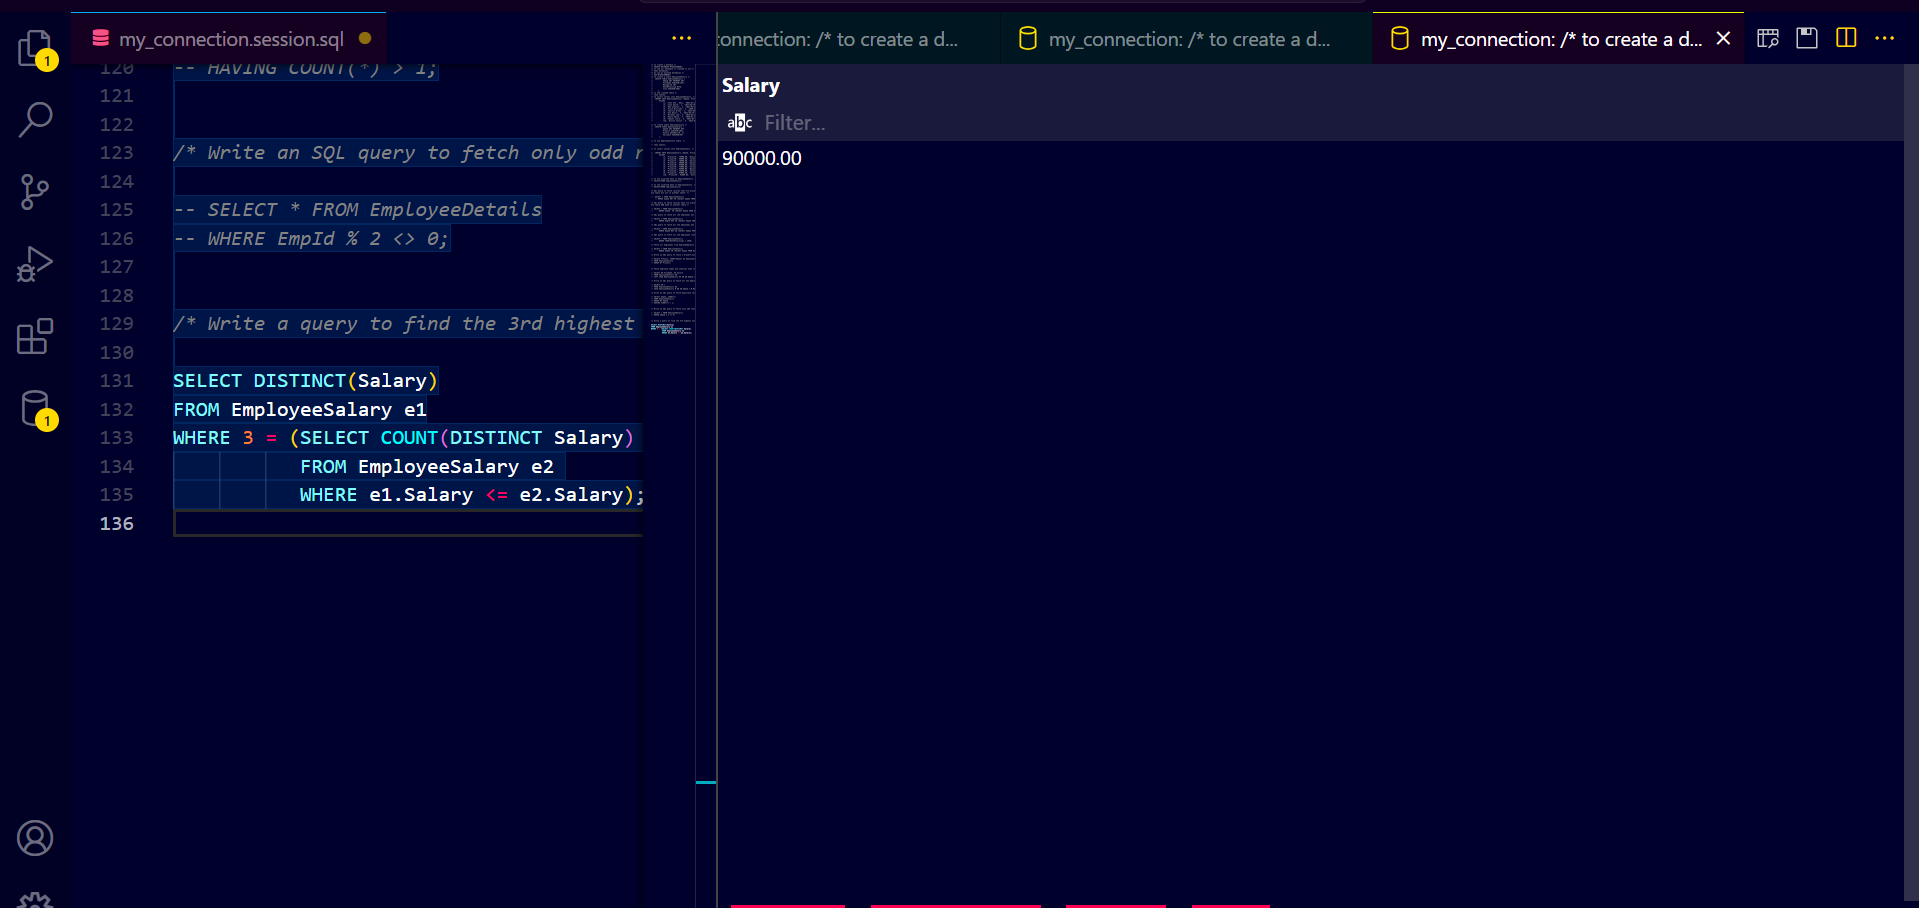 1
1
my_connection.session.sql
120 -- HAVING COUNT(*) > 1;
121
122
123 /* Write an SQL query to fetch only odd r
124
125 -- SELECT * FROM EmployeeDetails
126 -- WHERE EmpId % 2 <> 0;
127
128
129 /* Write a query to find the 3rd highest
130
131 SELECT DISTINCT(Salary)
132 FROM EmployeeSalary e1
133 WHERE 3 = (SELECT COUNT(DISTINCT Salary)
134 FROM EmployeeSalary e2
135 WHERE e1.Salary <= e2.Salary);
136
onnection: /* to create a d...
my_connection: /* to create a d...
my_connection: /* to create a d...
Salary
abc Filter...
90000.00